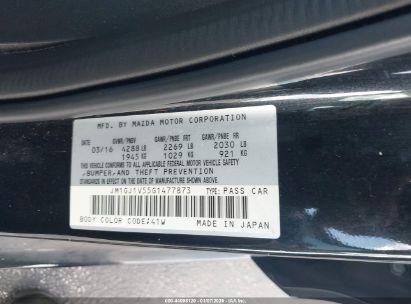 MFD. BY MAZDA MOTOR CORPORATION
GVWR/PNBV GAWR/PNBE FRT GAWR/PNBE RR
03/16 4288 LB 2269 LB 2030 LB
1945 KG 1029 KG 921 KG
THIS VEHICLE CONFORMS TO ALL APPLICABLE FEDERAL MOTOR VEHICLE SAFETY,
BUMPER, AND THEFT PREVENTION
STANDARDS IN EFFECT ON THE DATE OF MANUFACTURE SHOWN ABOVE.
JM1GJ1V55G1477873 TYPE: PASS CAR
BODY COLOR CODE:41W
MADE IN JAPAN